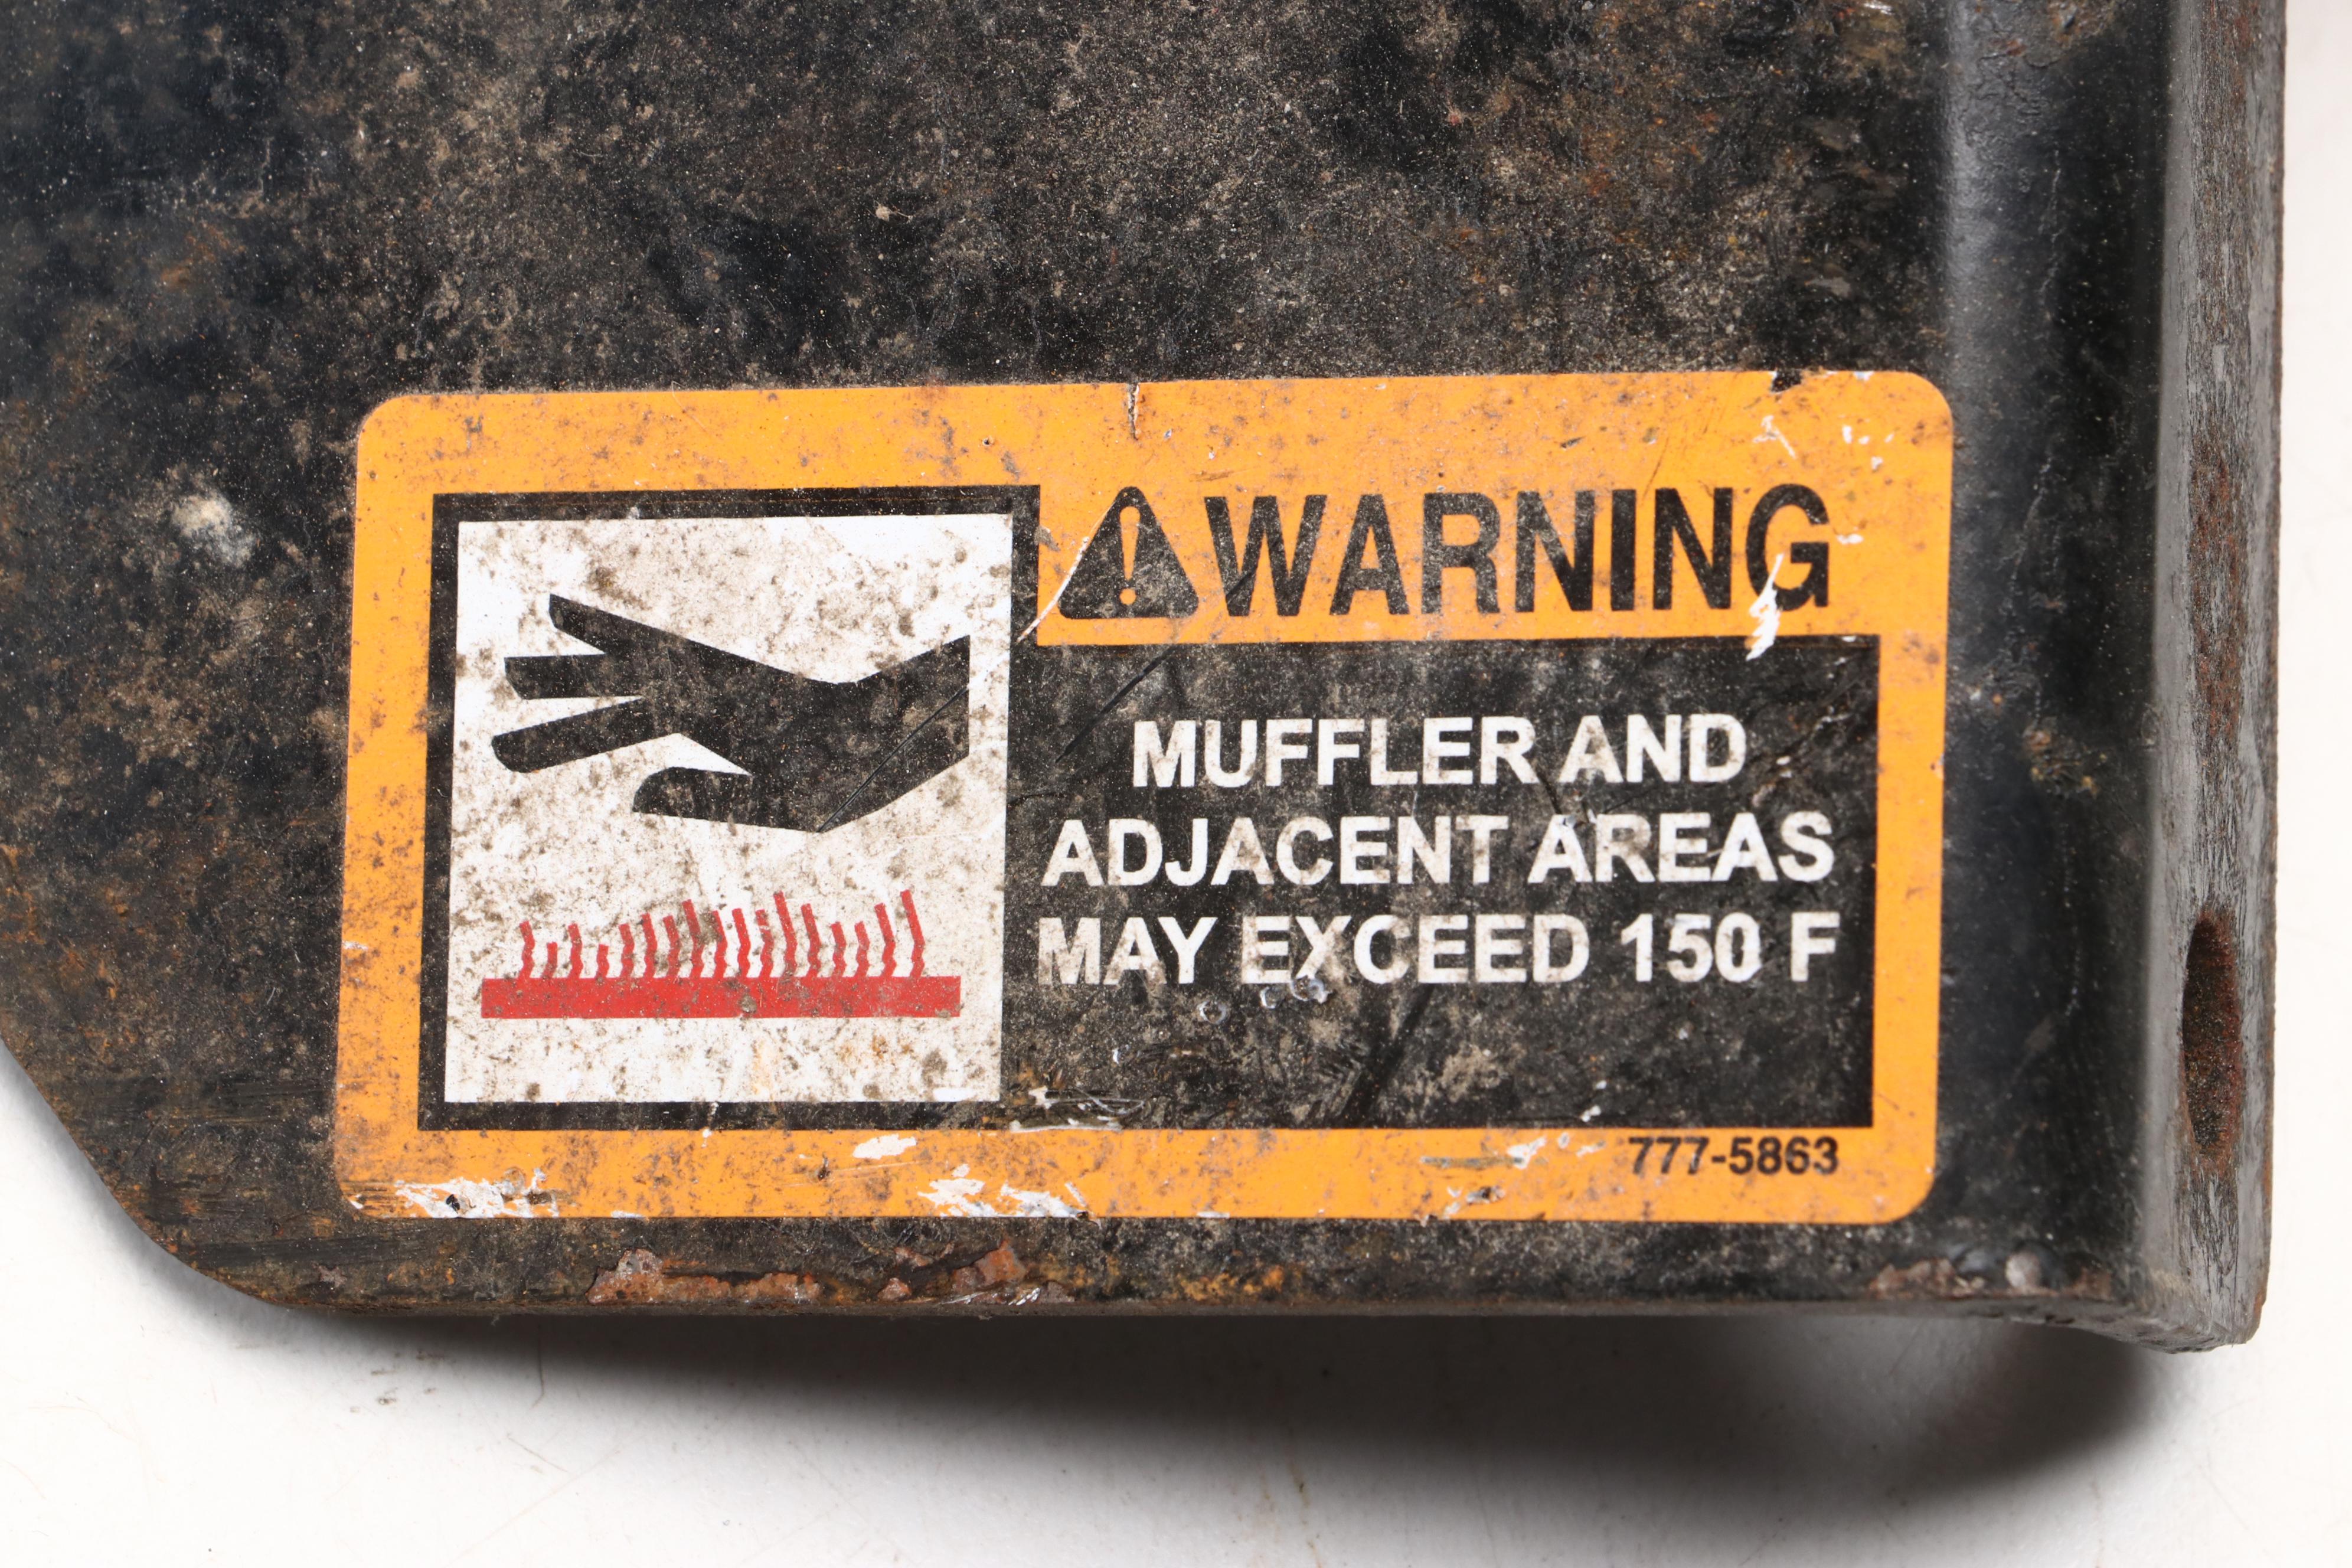 WARNING
MUFFLER AND
ADJACENT AREAS
MAY EXCEED 150 F
777-5863